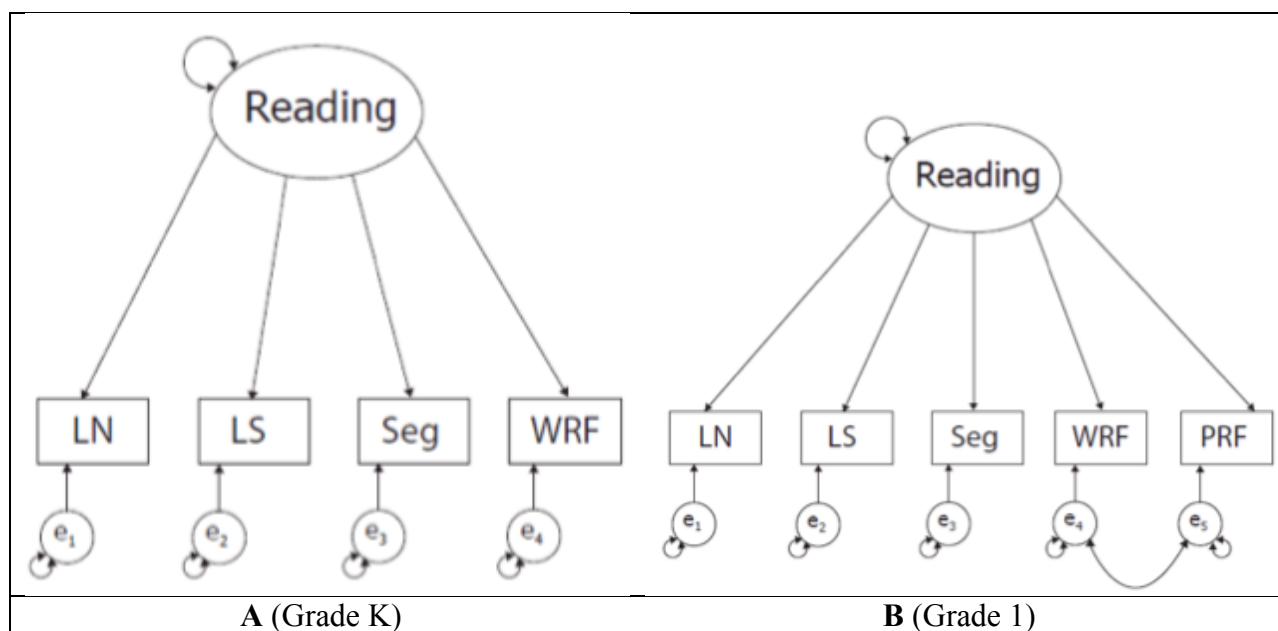 Reading
LN LS Seg WRF
e₁ e₂ e₃ e₄
A (Grade K)
Reading
LN LS Seg WRF PRF
e₁ e₂ e₃ e₄ e₅
B (Grade 1)